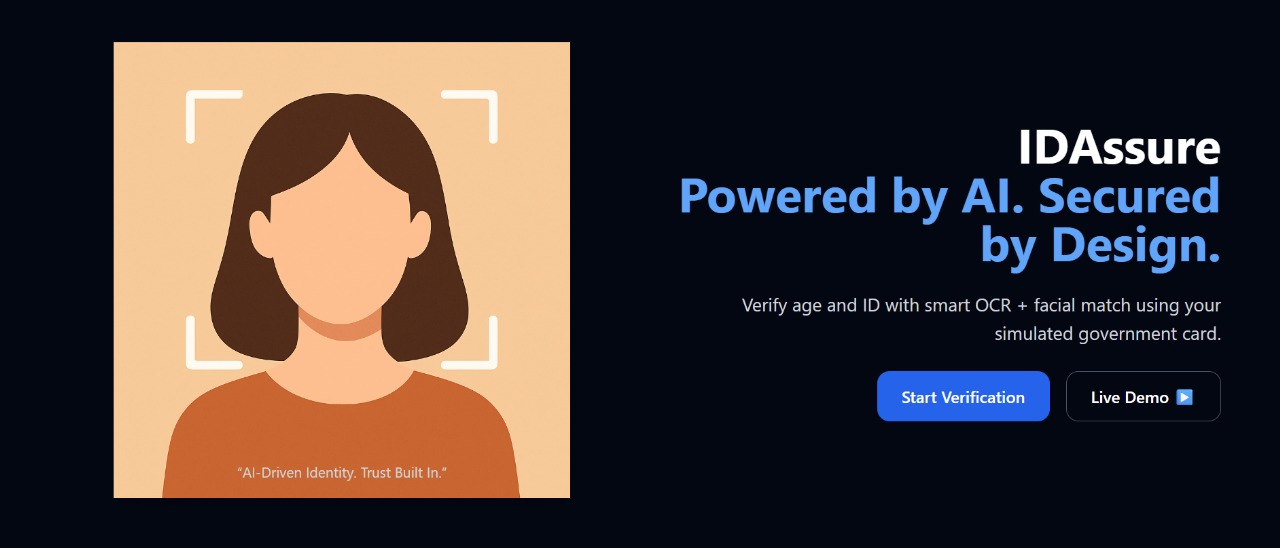 IDAssure
Powered by AI. Secured
by Design.
Verify age and ID with smart OCR + facial match using your
simulated government card.
Start Verification
Live Demo ▶️
“AI-Driven Identity. Trust Built In.”